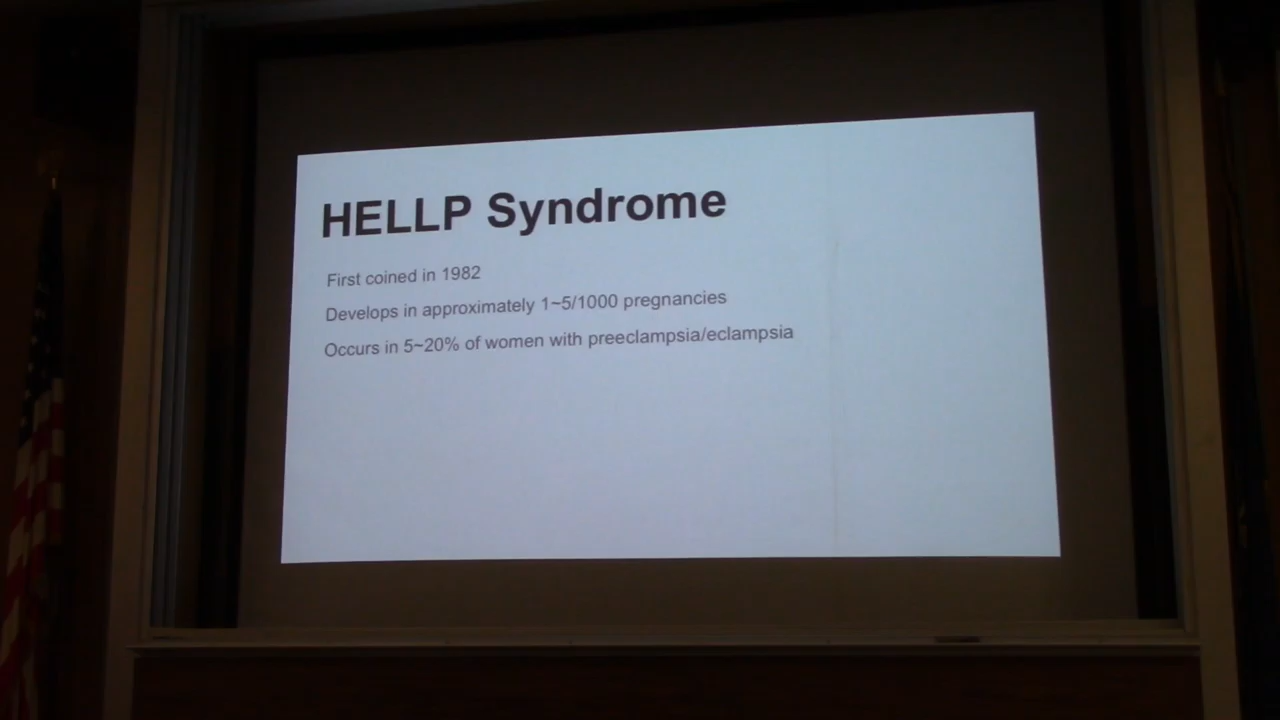 HELLP Syndrome
First coined in 1982
Develops in approximately 1~5/1000 pregnancies
Occurs in 5~20% of women with preeclampsia/eclampsia